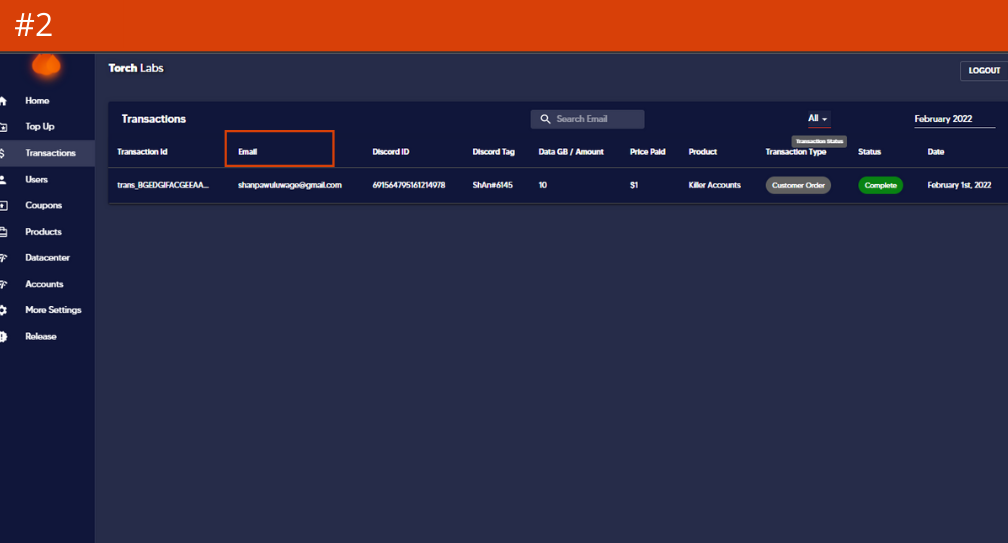 #2
Torch Labs
LOGOUT
Home
Top Up
Transactions
Users
Coupons
Products
Datacenter
Accounts
More Settings
Release
Transactions
Search Email
All
February 2022
Transaction Status
Transaction Id Email Discord ID Discord Tag Data GB / Amount Price Paid Product Transaction Type Status Date
trans_BGEDGIFACGEEAA... shanpawuluwage@gmail.com 691564795161214978 ShAn#6145 10 $1 Killer Accounts Customer Order Complete February 1st, 2022